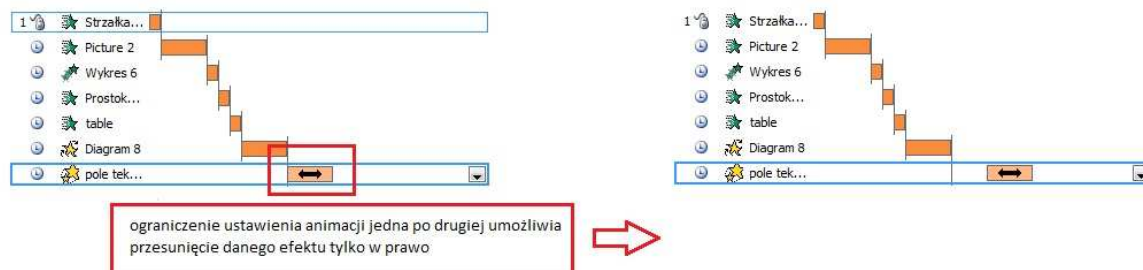 1 Strzałka...
Picture 2
Wykres 6
Prostok...
table
Diagram 8
pole tek...
1 Strzałka...
Picture 2
Wykres 6
Prostok...
table
Diagram 8
pole tek...
ograniczenie ustawienia animacji jedna po drugiej umożliwia
przesunięcie danego efektu tylko w prawo